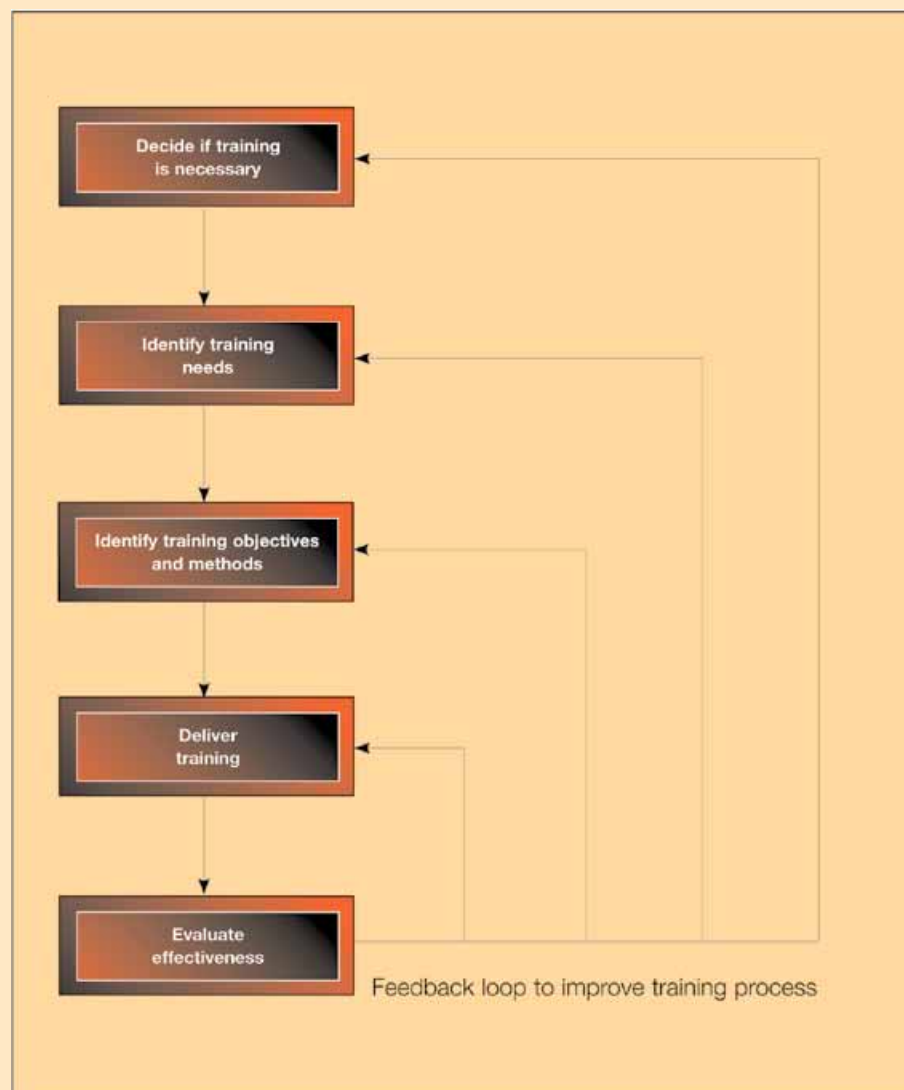 Decide if training
is necessary
Identify training
needs
Identify training objectives
and methods
Deliver
training
Evaluate
effectiveness
Feedback loop to improve training process